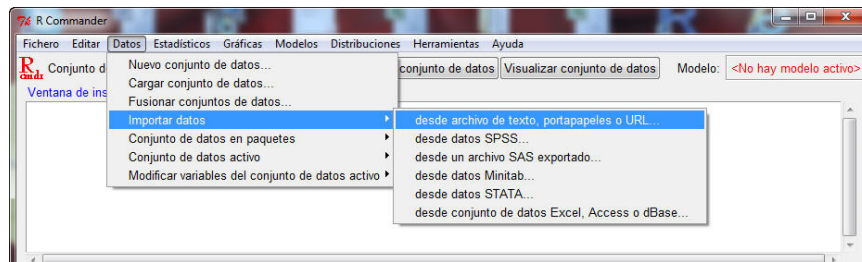 R Commander
Fichero Editar Datos Estadísticos Gráficas Modelos Distribuciones Herramientas Ayuda
R Conjunto d conjunto de datos Visualizar conjunto de datos Modelo: <No hay modelo activo>
Ventana de ins
Nuevo conjunto de datos...
Cargar conjunto de datos...
Fusionar conjuntos de datos...
Importar datos
Conjunto de datos en paquetes
Conjunto de datos activo
Modificar variables del conjunto de datos activo
desde archivo de texto, portapapeles o URL...
desde datos SPSS...
desde un archivo SAS exportado...
desde datos Minitab...
desde datos STATA...
desde conjunto de datos Excel, Access o dBase...